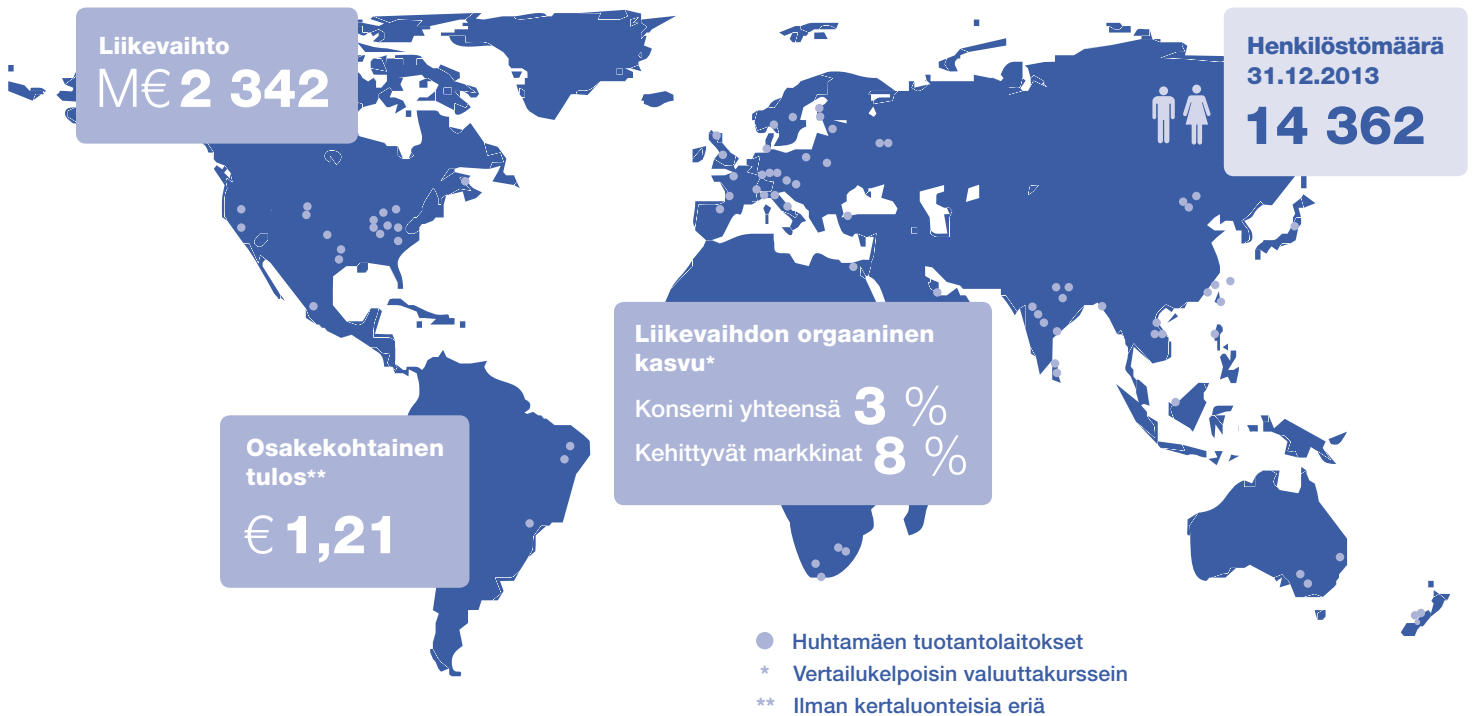 Liikevaihto
M€ 2 342
Henkilöstömäärä
31.12.2013
14 362
Liikevaihdon orgaaninen
kasvu*
Konserni yhteensä 3 %
Kehittyvät markkinat 8 %
Osakekohtainen
tulos**
€ 1,21
Huhtamäen tuotantolaitokset
* Vertailukelpoisin valuuttakurssein
** Ilman kertaluonteisia eriä